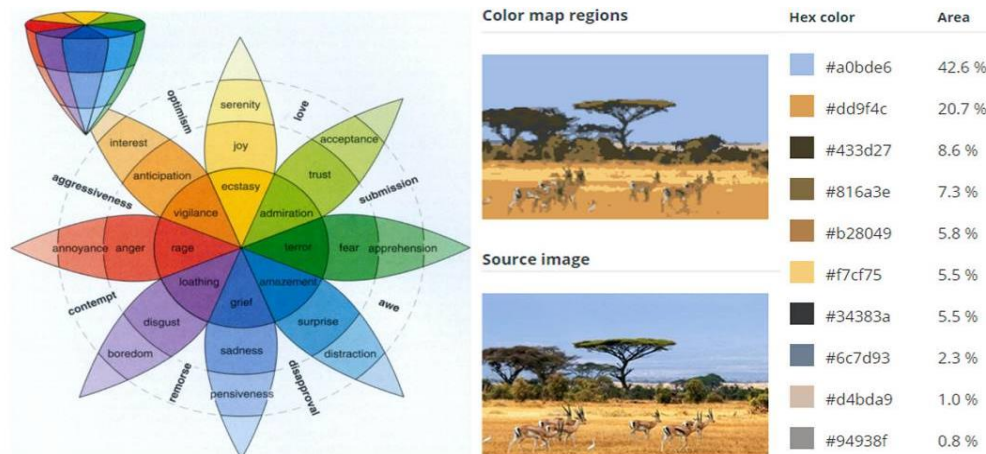 serenity
joy
ecstasy
interest
anticipation
vigilance
acceptance
trust
admiration
annoyance anger rage
terror fear apprehension
loathing
disgust
boredom
grief
sadness
pensiveness
amazement
surprise
distraction
optimism
love
submission
awe
disapproval
remorse
contempt
aggressiveness
Color map regions
Source image
Hex color Area
#a0bde6 42.6 %
#dd9f4c 20.7 %
#433d27 8.6 %
#816a3e 7.3 %
#b28049 5.8 %
#f7cf75 5.5 %
#34383a 5.5 %
#6c7d93 2.3 %
#d4bda9 1.0 %
#94938f 0.8 %